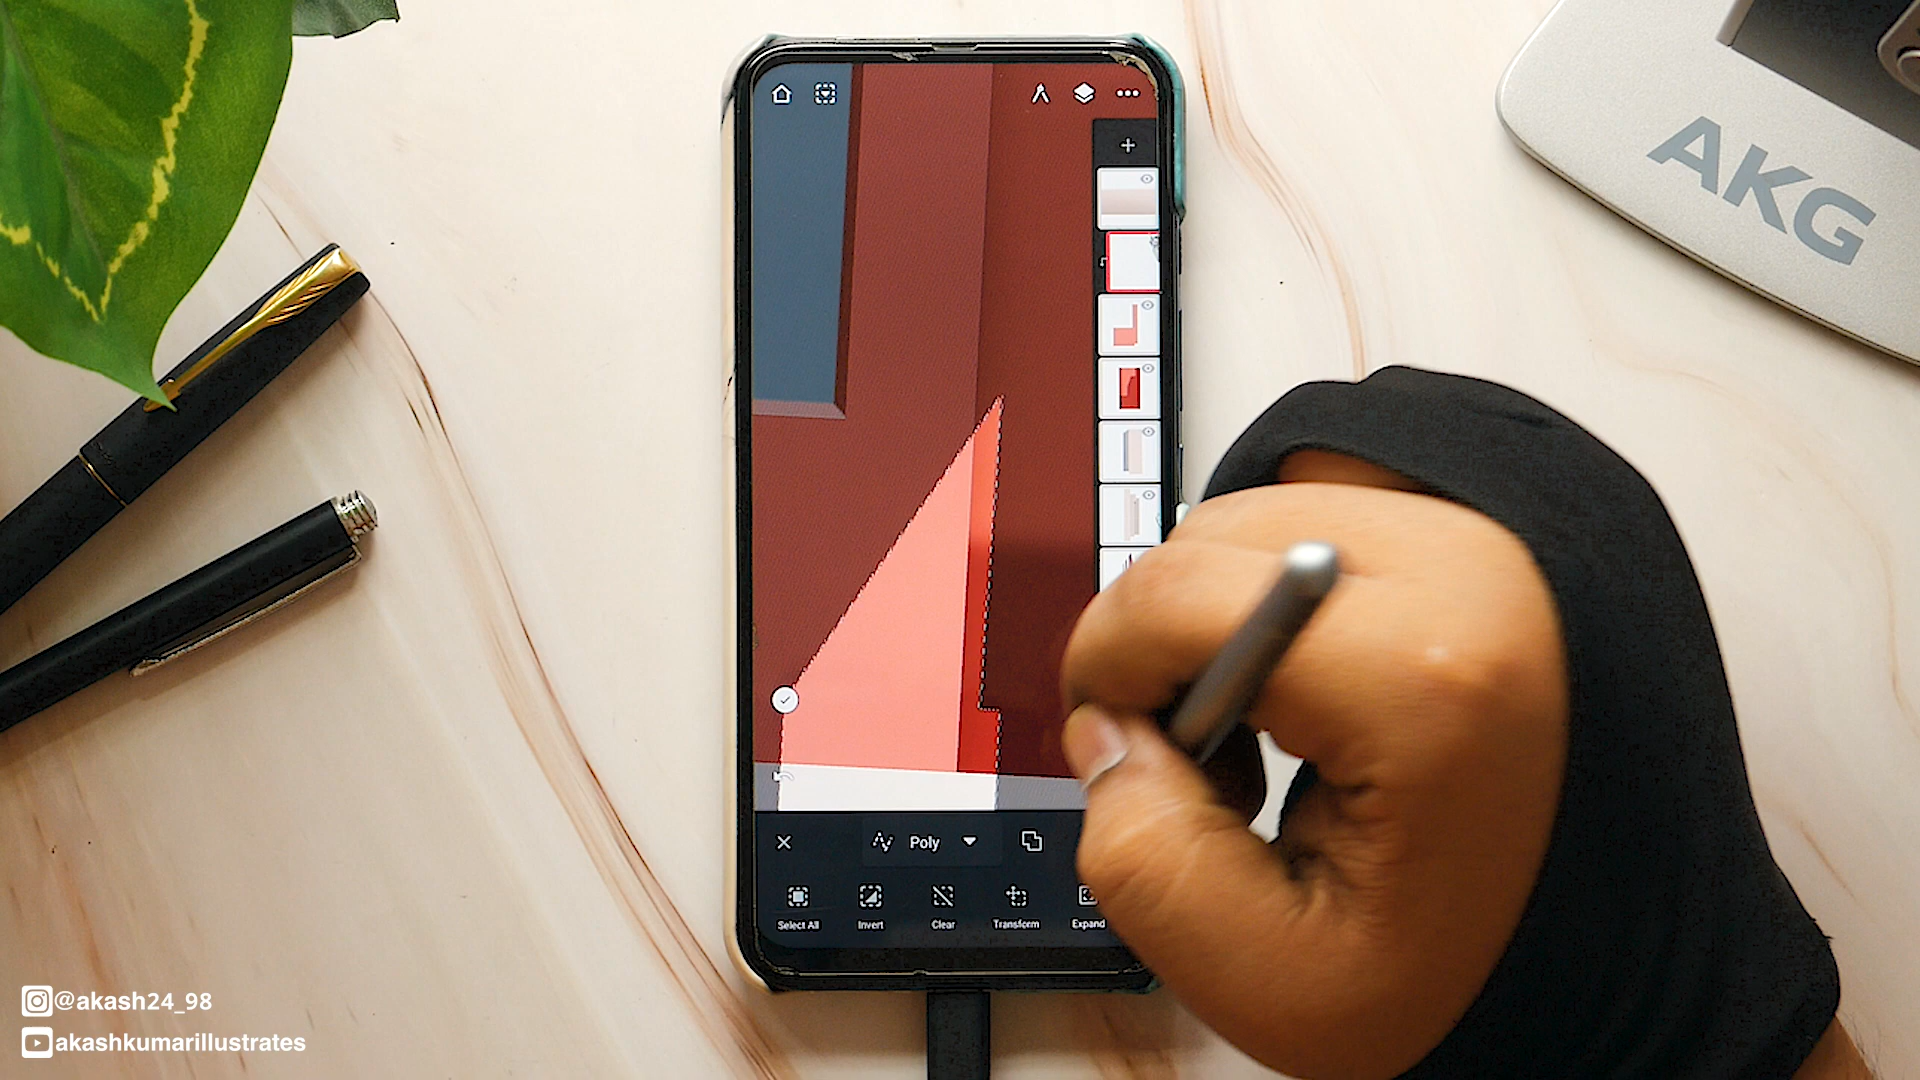 AKG
Poly
Select All
Invert
Clear
Transform
Expand
@akash24_98
akashkumarillustrates